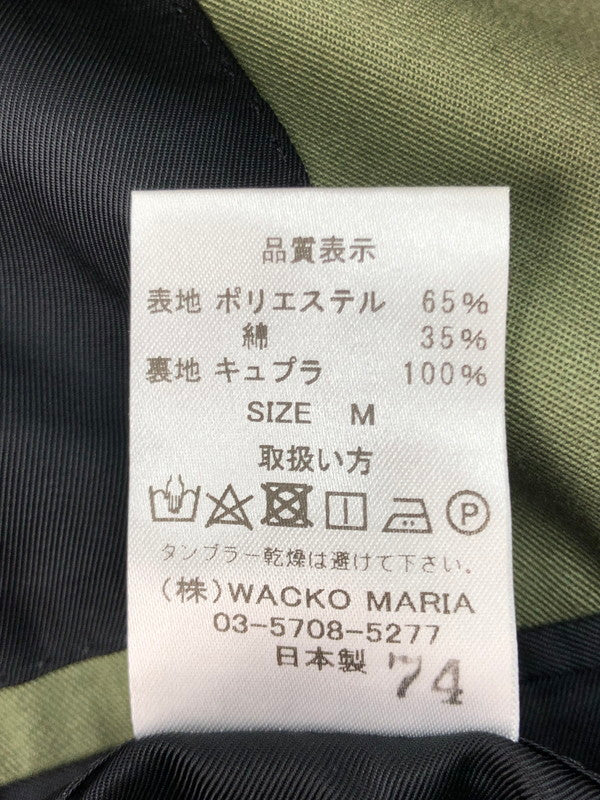 品質表示
表地 ポリエステル 65%
綿 35%
裏地 キュプラ 100%
SIZE M
取扱い方
P
タンブラー乾燥は避けて下さい。
(株)WACKO MARIA
03-5708-5277
日本製 74